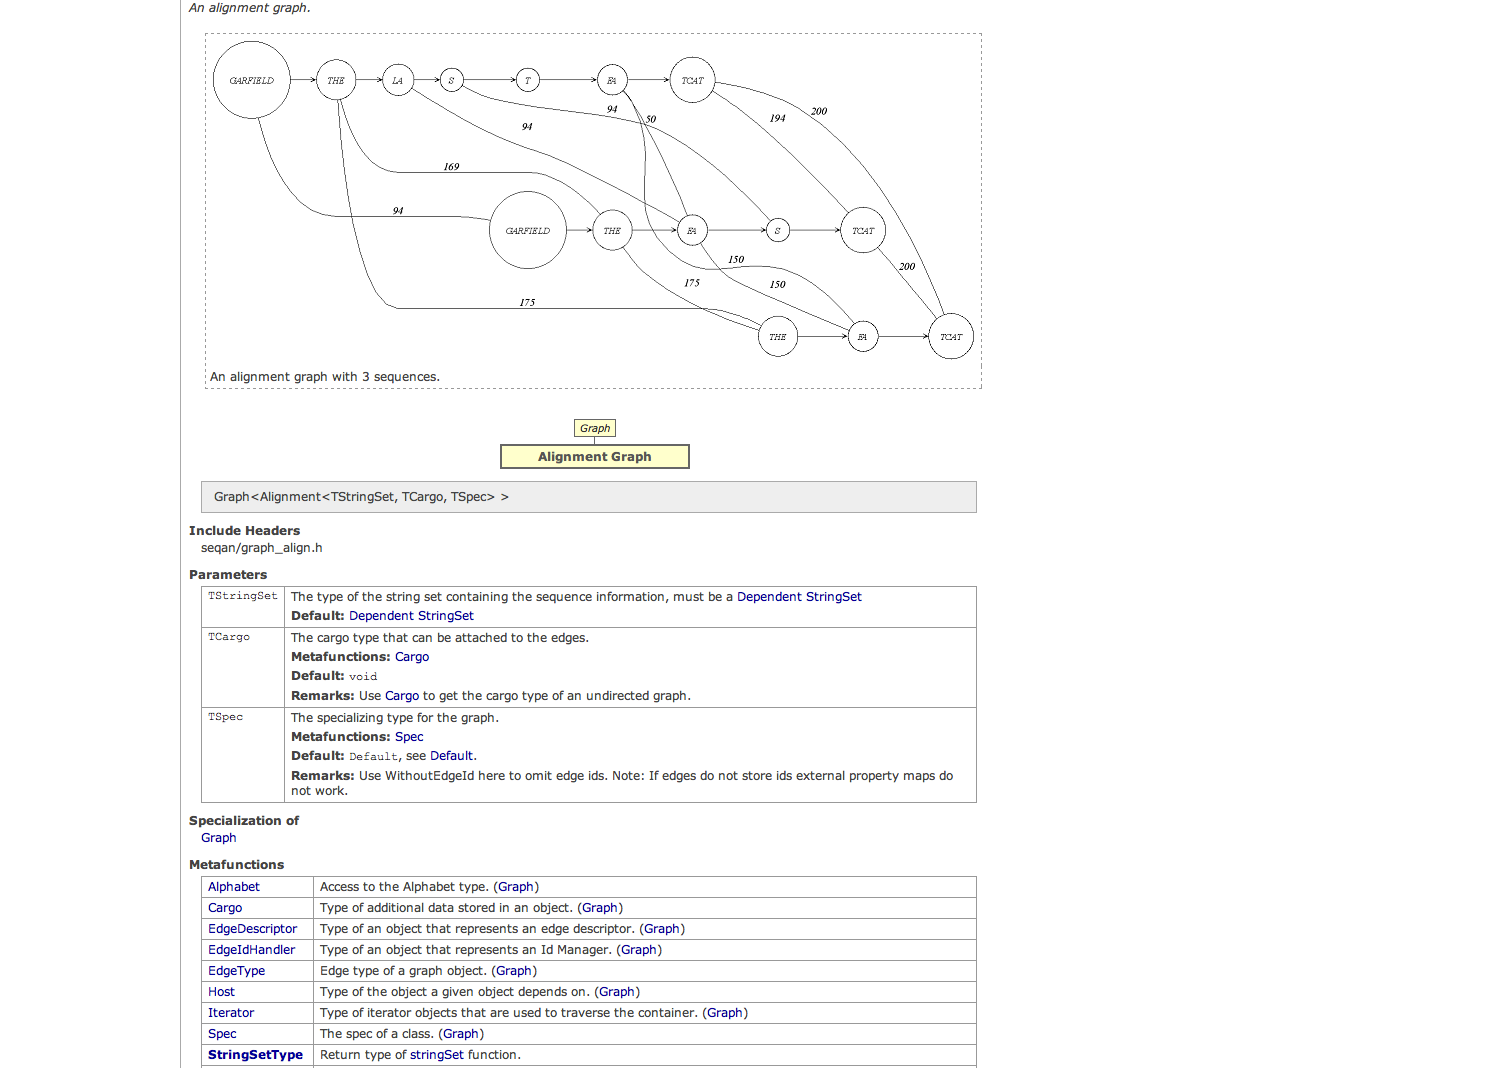 An alignment graph.
GARFIELD THE LA S T FA TCAT
94 50 194 200
94
169
94
GARFIELD THE FA S TCAT
150 200
175 150
175
THE FA TCAT
An alignment graph with 3 sequences.
Graph
Alignment Graph
Graph<Alignment<TStringSet, TCargo, TSpec> >
Include Headers
seqan/graph_align.h
Parameters
TStringSet The type of the string set containing the sequence information, must be a Dependent StringSet
Default: Dependent StringSet
TCargo The cargo type that can be attached to the edges.
Metafunctions: Cargo
Default: void
Remarks: Use Cargo to get the cargo type of an undirected graph.
TSpec The specializing type for the graph.
Metafunctions: Spec
Default: Default, see Default.
Remarks: Use WithoutEdgeId here to omit edge ids. Note: If edges do not store ids external property maps do
not work.
Specialization of
Graph
Metafunctions
Alphabet Access to the Alphabet type. (Graph)
Cargo Type of additional data stored in an object. (Graph)
EdgeDescriptor Type of an object that represents an edge descriptor. (Graph)
EdgeIdHandler Type of an object that represents an Id Manager. (Graph)
EdgeType Edge type of a graph object. (Graph)
Host Type of the object a given object depends on. (Graph)
Iterator Type of iterator objects that are used to traverse the container. (Graph)
Spec The spec of a class. (Graph)
StringSetType Return type of stringSet function.